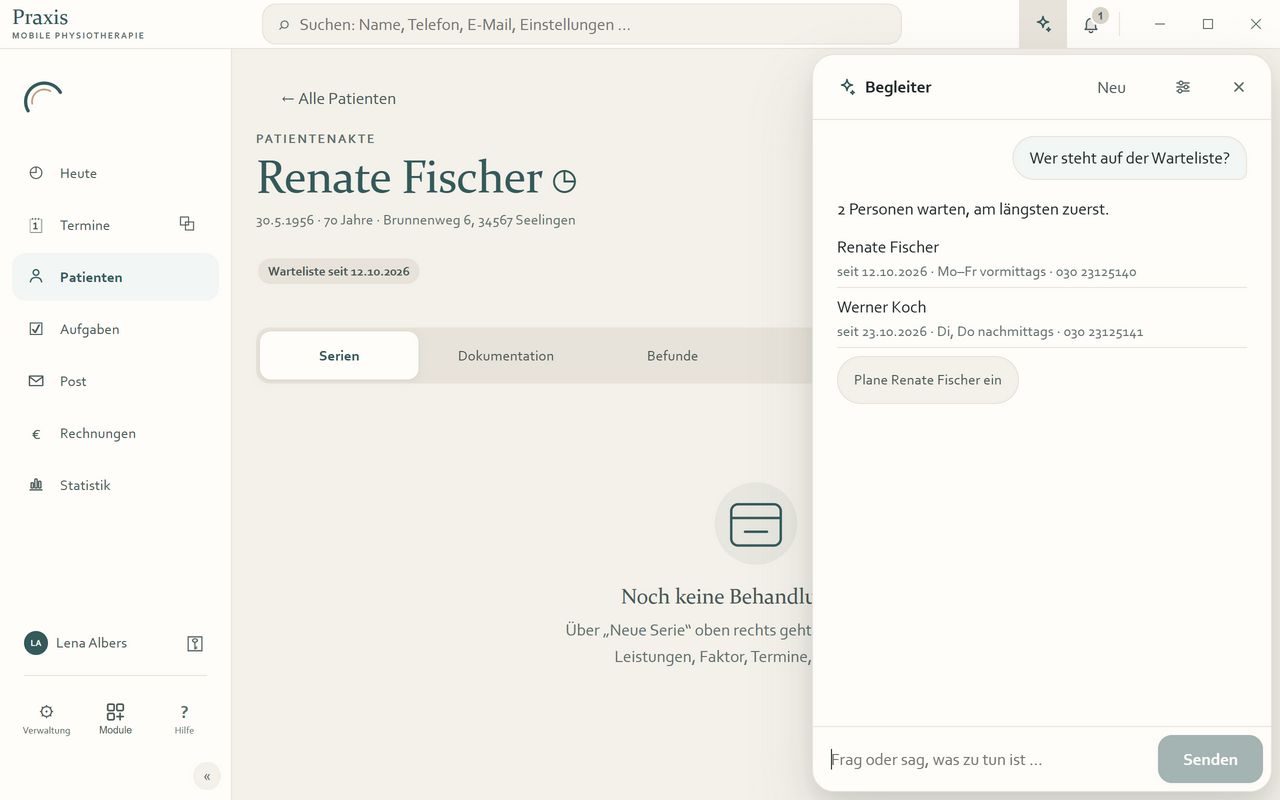 Praxis
MOBILE PHYSIOTHERAPIE
Suchen: Name, Telefon, E-Mail, Einstellungen ...
1
Heute
Termine
Patienten
Aufgaben
Post
€ Rechnungen
Statistik
LA Lena Albers
Verwaltung
Module
? Hilfe
«
← Alle Patienten
PATIENTENAKTE
Renate Fischer
30.5.1956 · 70 Jahre · Brunnenweg 6, 34567 Seelingen
Warteliste seit 12.10.2026
Serien Dokumentation Befunde
Noch keine Behandlu
Über „Neue Serie“ oben rechts geht
Leistungen, Faktor, Termine,
Begleiter Neu
Wer steht auf der Warteliste?
2 Personen warten, am längsten zuerst.
Renate Fischer
seit 12.10.2026 · Mo–Fr vormittags · 030 23125140
Werner Koch
seit 23.10.2026 · Di, Do nachmittags · 030 23125141
Plane Renate Fischer ein
Frag oder sag, was zu tun ist ...
Senden